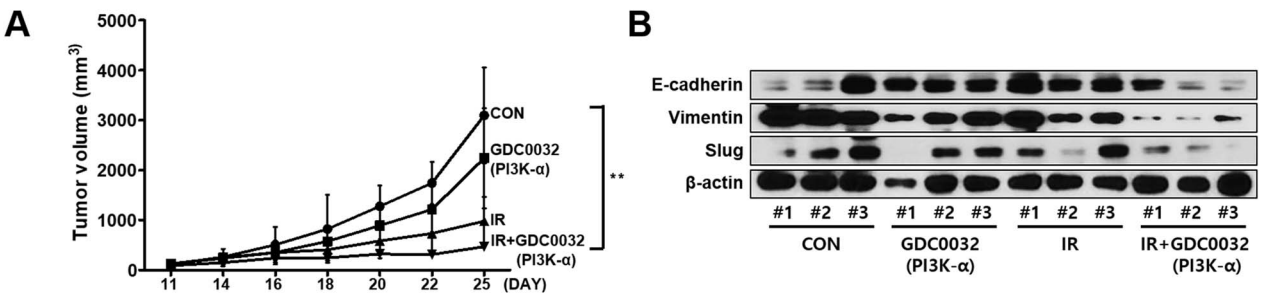 A
B
Tumor volume (mm³)
5000
4000
3000
2000
1000
0
11 14 16 18 20 22 25 (DAY)
CON
GDC0032
(PI3K-α)
IR
IR+GDC0032
(PI3K-α)
**
E-cadherin
Vimentin
Slug
β-actin
#1 #2 #3 #1 #2 #3 #1 #2 #3 #1 #2 #3
CON GDC0032 IR IR+GDC0032
(PI3K-α) (PI3K-α)